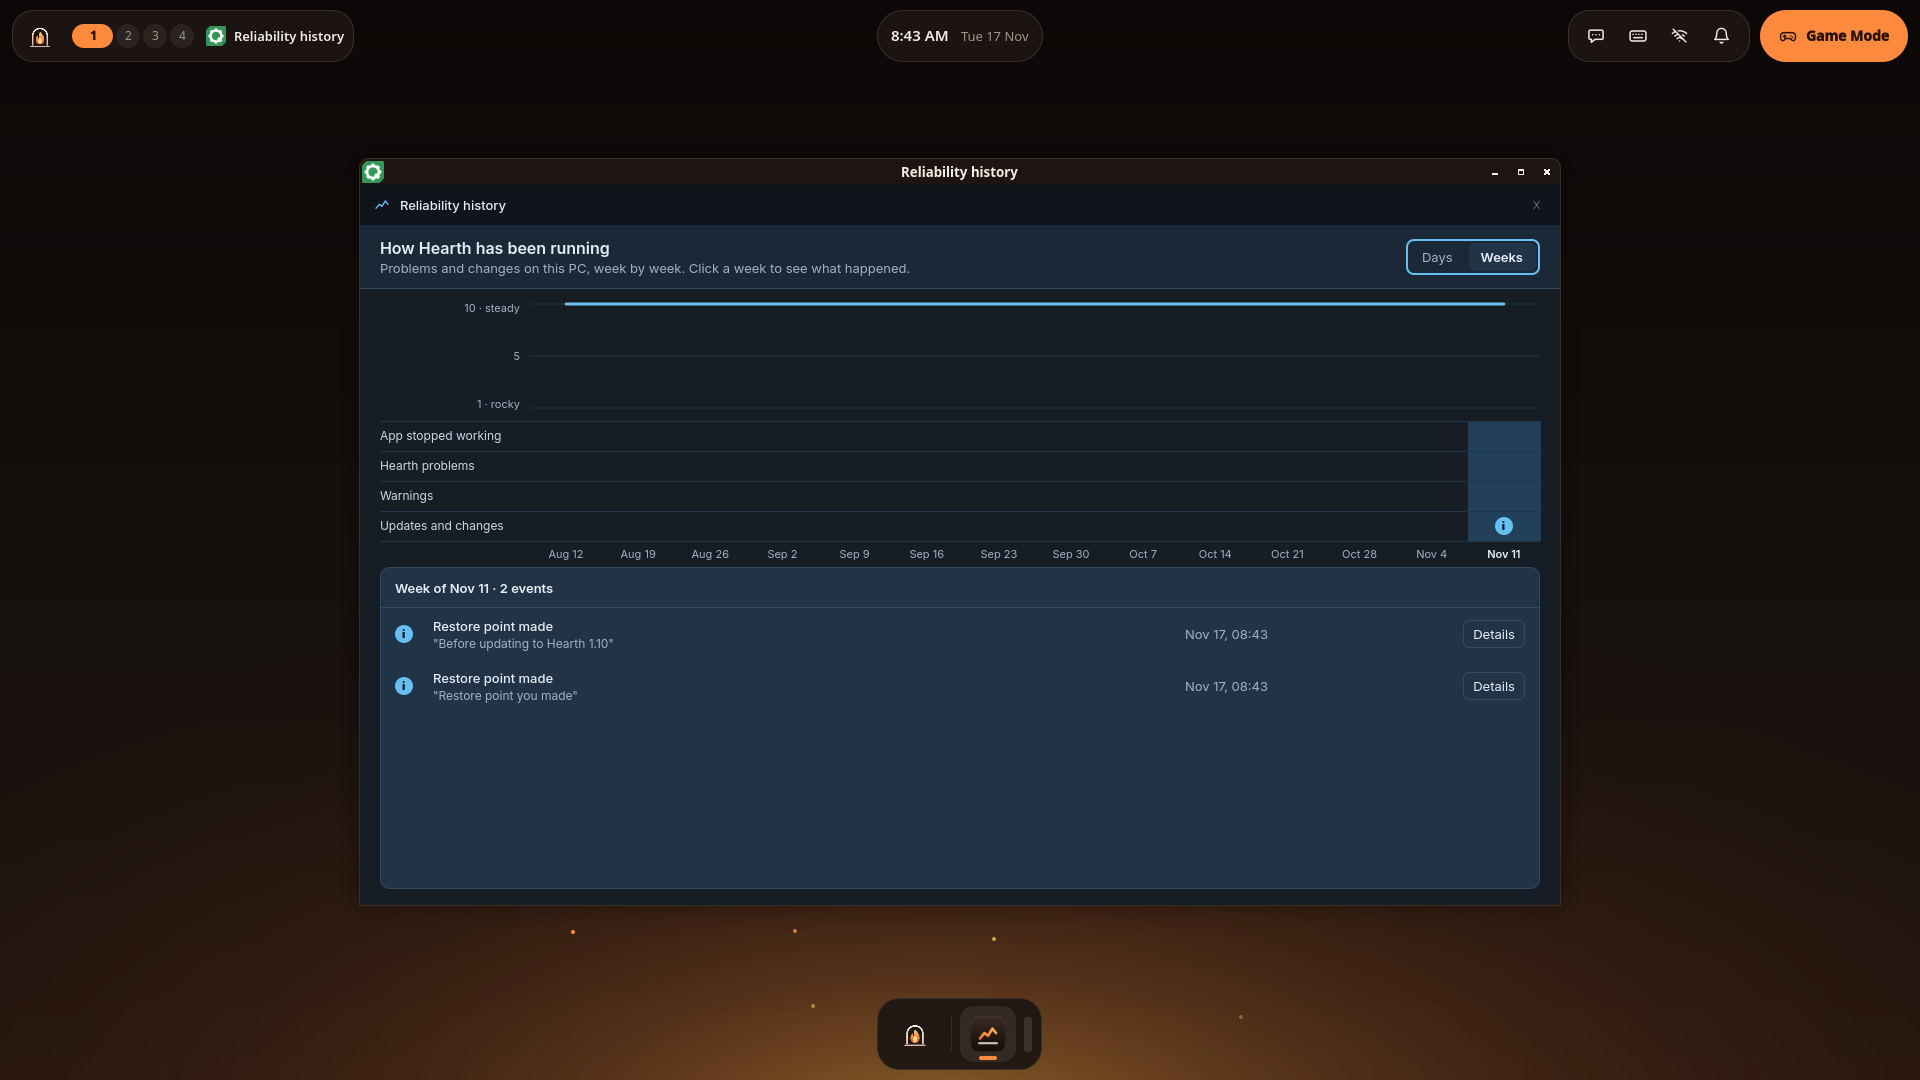 1 2 3 4 Reliability history
8:43 AM Tue 17 Nov
Game Mode
Reliability history
Reliability history
X
How Hearth has been running
Problems and changes on this PC, week by week. Click a week to see what happened.
Days Weeks
10 · steady
5
1 · rocky
App stopped working
Hearth problems
Warnings
Updates and changes
Aug 12 Aug 19 Aug 26 Sep 2 Sep 9 Sep 16 Sep 23 Sep 30 Oct 7 Oct 14 Oct 21 Oct 28 Nov 4 Nov 11
Week of Nov 11 · 2 events
Restore point made
"Before updating to Hearth 1.10"
Nov 17, 08:43
Details
Restore point made
"Restore point you made"
Nov 17, 08:43
Details